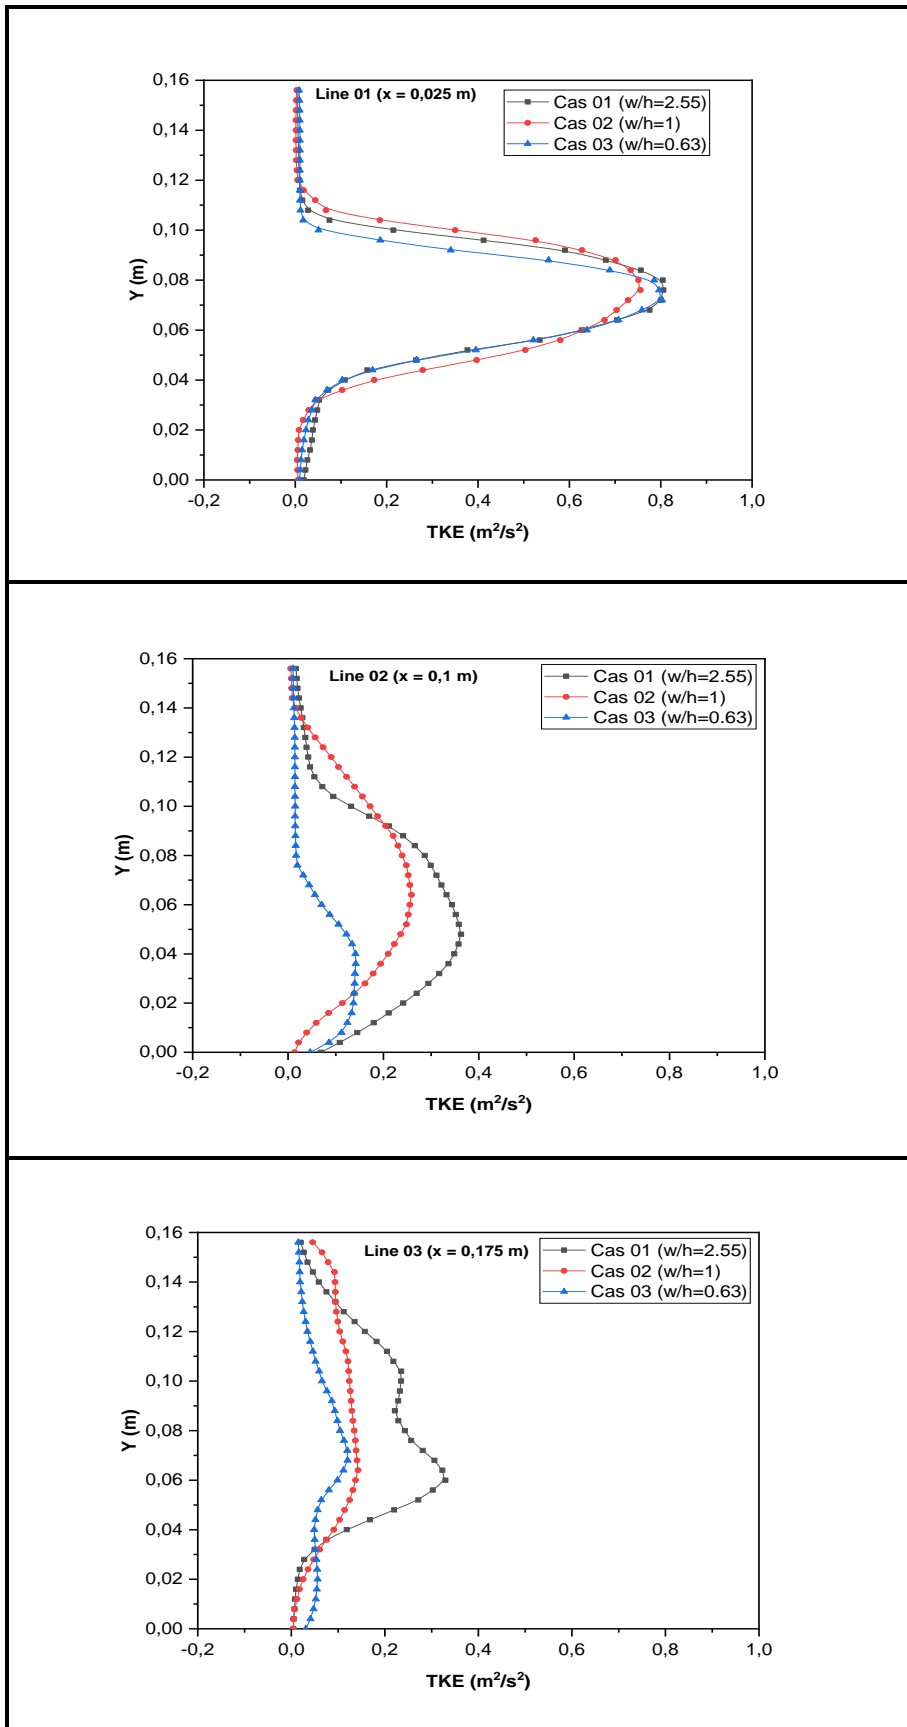 Line 01 (x = 0,025 m)
Cas 01 (w/h=2.55)
Cas 02 (w/h=1)
Cas 03 (w/h=0.63)
0,16
0,14
0,12
0,10
0,08
0,06
0,04
0,02
0,00
Y (m)
-0,2 0,0 0,2 0,4 0,6 0,8 1,0
TKE (m²/s²)
Line 02 (x = 0,1 m)
Cas 01 (w/h=2.55)
Cas 02 (w/h=1)
Cas 03 (w/h=0.63)
0,16
0,14
0,12
0,10
0,08
0,06
0,04
0,02
0,00
Y (m)
-0,2 0,0 0,2 0,4 0,6 0,8 1,0
TKE (m²/s²)
Line 03 (x = 0,175 m)
Cas 01 (w/h=2.55)
Cas 02 (w/h=1)
Cas 03 (w/h=0.63)
0,16
0,14
0,12
0,10
0,08
0,06
0,04
0,02
0,00
Y (m)
-0,2 0,0 0,2 0,4 0,6 0,8 1,0
TKE (m²/s²)